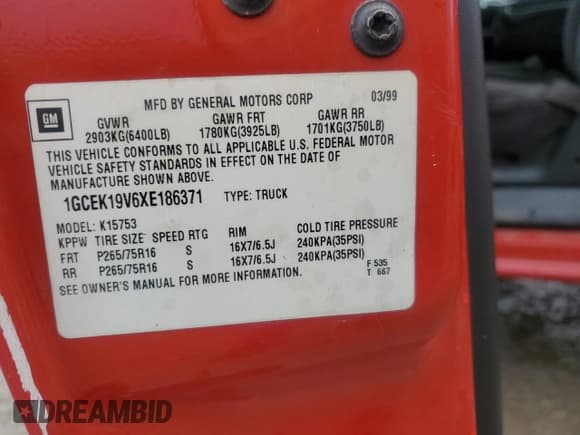 MFD BY GENERAL MOTORS CORP 03/99
GM
GVWR GAWR FRT GAWR RR
2903KG(6400LB) 1780KG(3925LB) 1701KG(3750LB)
THIS VEHICLE CONFORMS TO ALL APPLICABLE U.S. FEDERAL MOTOR
VEHICLE SAFETY STANDARDS IN EFFECT ON THE DATE OF
MANUFACTURE SHOWN ABOVE.
1GCEK19V6XE186371 TYPE: TRUCK
MODEL: K15753
KPPW TIRE SIZE SPEED RTG RIM COLD TIRE PRESSURE
FRT P265/75R16 S 16X7/6.5J 240KPA(35PSI)
RR P265/75R16 S 16X7/6.5J 240KPA(35PSI)
SEE OWNER'S MANUAL FOR MORE INFORMATION.
F 535
T 667
DREAMBID